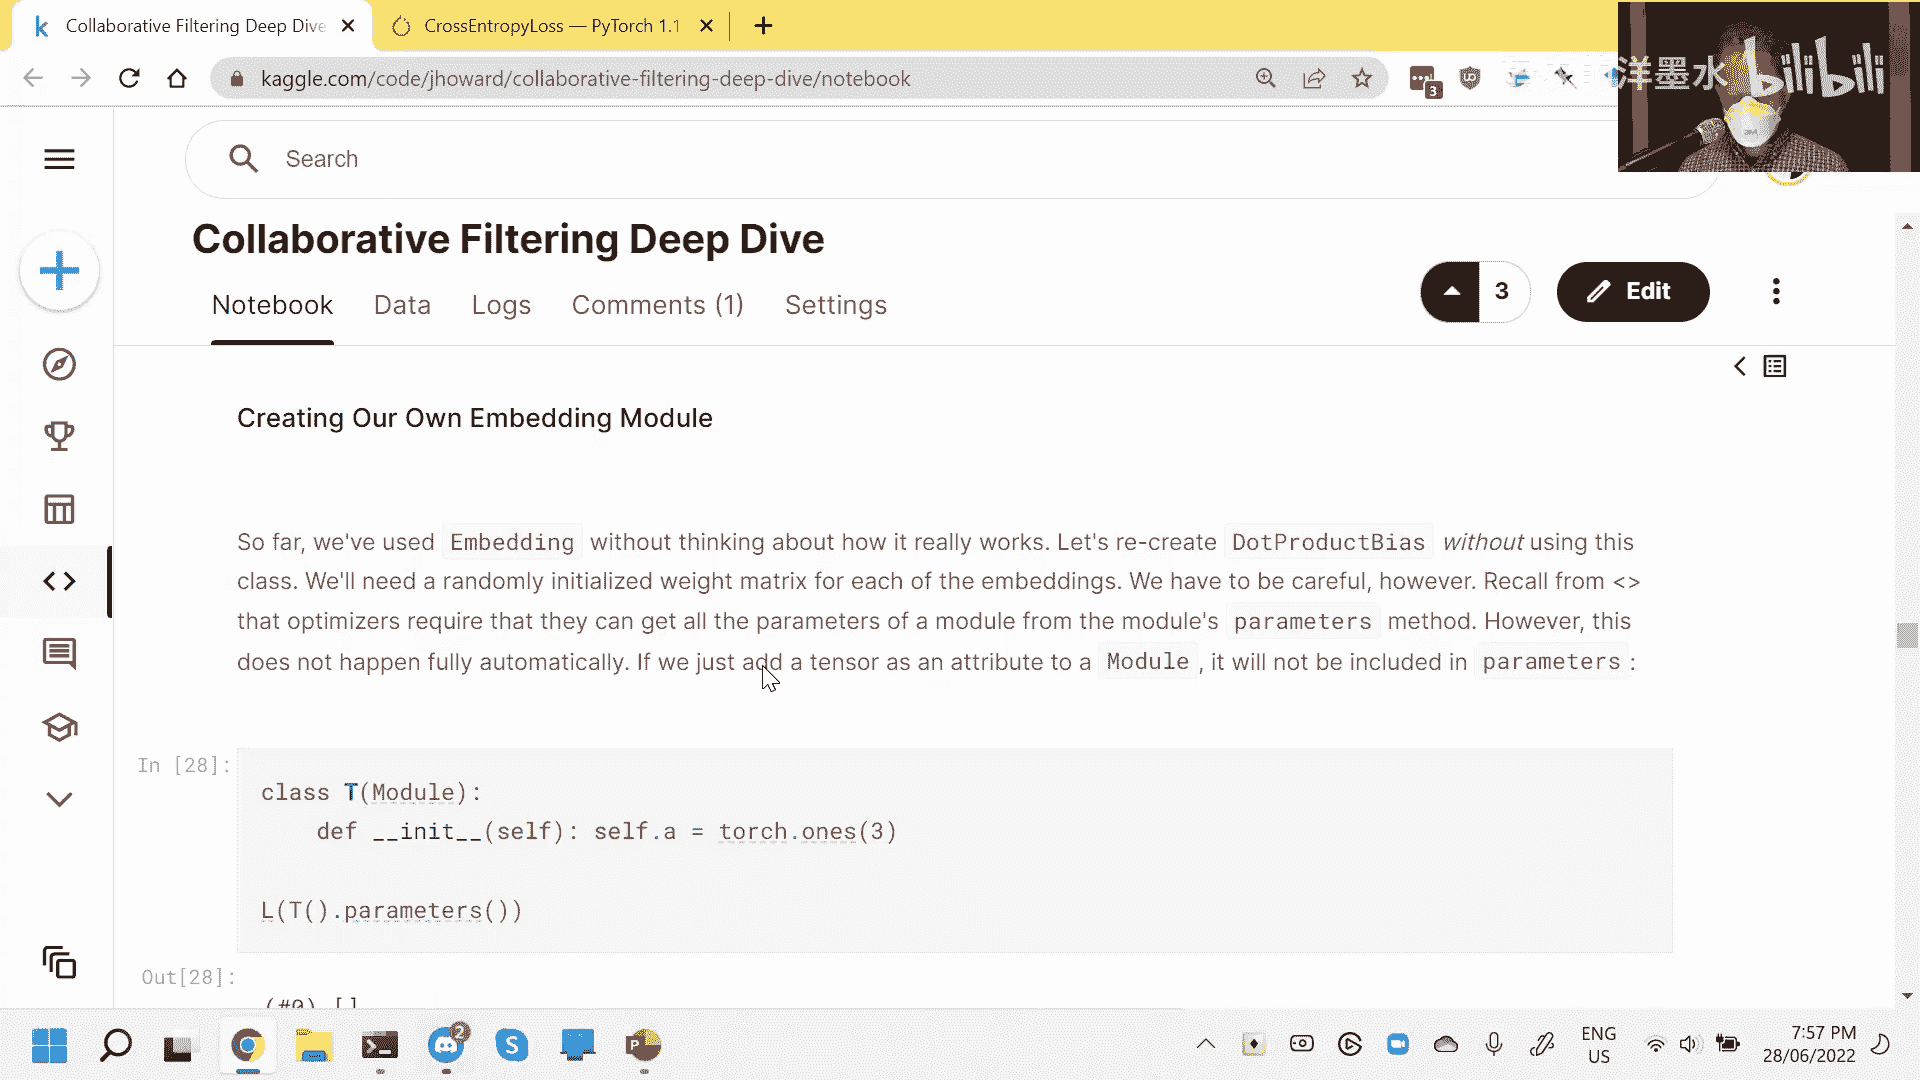 Collaborative Filtering Deep Dive
CrossEntropyLoss — PyTorch 1.1
kaggle.com/code/jhoward/collaborative-filtering-deep-dive/notebook
3
洋墨水 bilibili
3M
Search
Collaborative Filtering Deep Dive
Notebook Data Logs Comments (1) Settings
3
Edit
Creating Our Own Embedding Module
So far, we've used Embedding without thinking about how it really works. Let's re-create DotProductBias without using this
class. We'll need a randomly initialized weight matrix for each of the embeddings. We have to be careful, however. Recall from <>
that optimizers require that they can get all the parameters of a module from the module's parameters method. However, this
does not happen fully automatically. If we just add a tensor as an attribute to a Module, it will not be included in parameters:
In [28]:
class T(Module):
    def __init__(self): self.a = torch.ones(3)
L(T().parameters())
Out[28]:
(#0) []
2
ENG
US
7:57 PM
28/06/2022